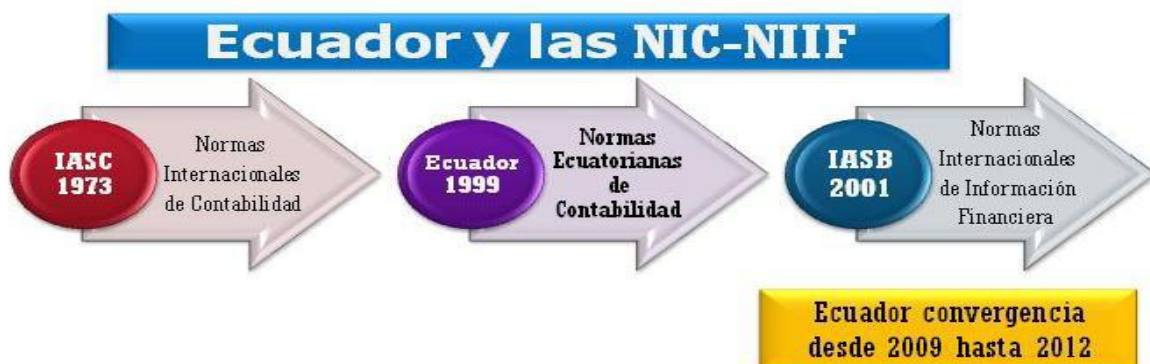 Ecuador y las NIC-NIIF
IASC
1973
Normas
Internacionales
de Contabilidad
Ecuador
1999
Normas
Ecuatorianas
de
Contabilidad
IASB
2001
Normas
Internacionales
de Información
Financiera
Ecuador convergencia
desde 2009 hasta 2012